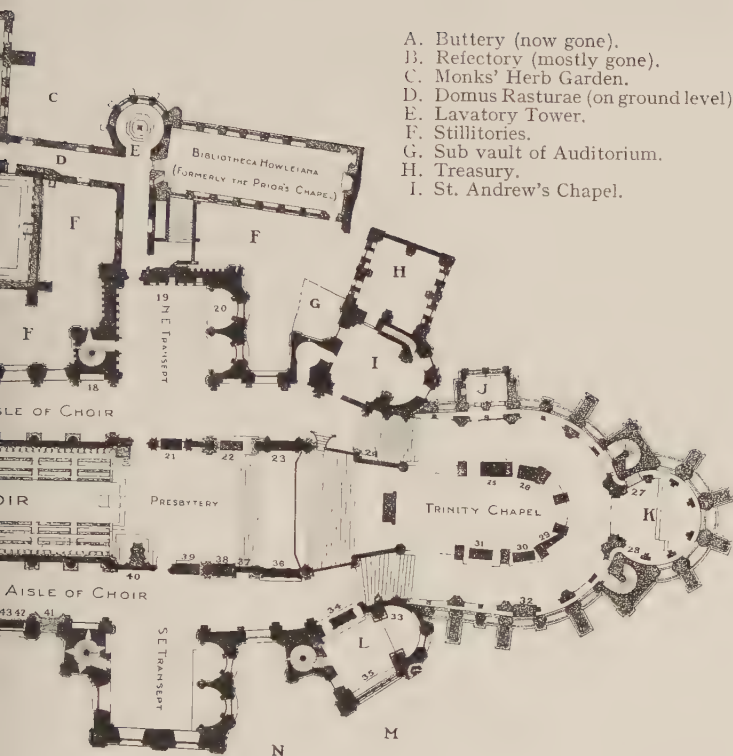 A. Buttery (now gone).
B. Refectory (mostly gone).
C. Monks' Herb Garden.
D. Domus Rasturae (on ground level)
E. Lavatory Tower.
F. Stillitories.
G. Sub vault of Auditorium.
H. Treasury.
I. St. Andrew's Chapel.
C
D
E
BIBLIOTHECA HOWLEIANA
(FORMERLY THE PRIOR'S CHAPEL)
F
F
H
G
19
N E TRANSEPT
20
I
F
J
18
SLE OF CHOIR
21
22
23
24
25
26
27
OIR
PRESBYTERY
TRINITY CHAPEL
K
31
30
29
28
39
38
37
36
40
AISLE OF CHOIR
32
43 42 41
34
33
S E TRANSEPT
L
35
M
N